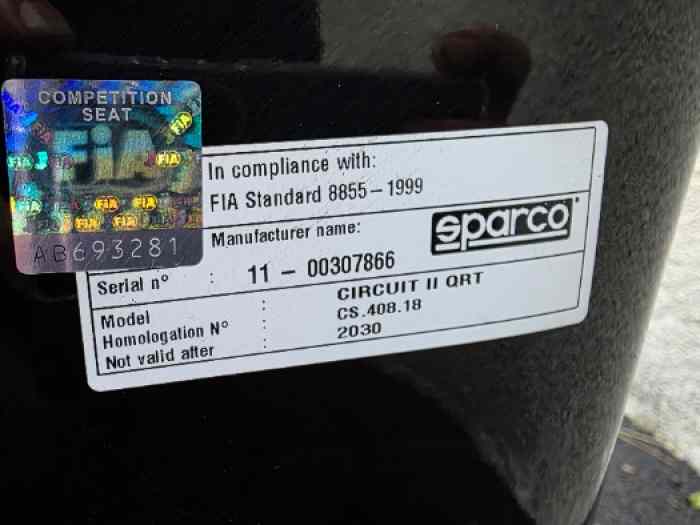 COMPETITION
SEAT
FIA
AB693281
In compliance with:
FIA Standard 8855-1999
Manufacturer name:
sparco
Serial n° : 11 - 00307866
Model : CIRCUIT II QRT
Homologation N° : CS.408.18
Not valid after : 2030